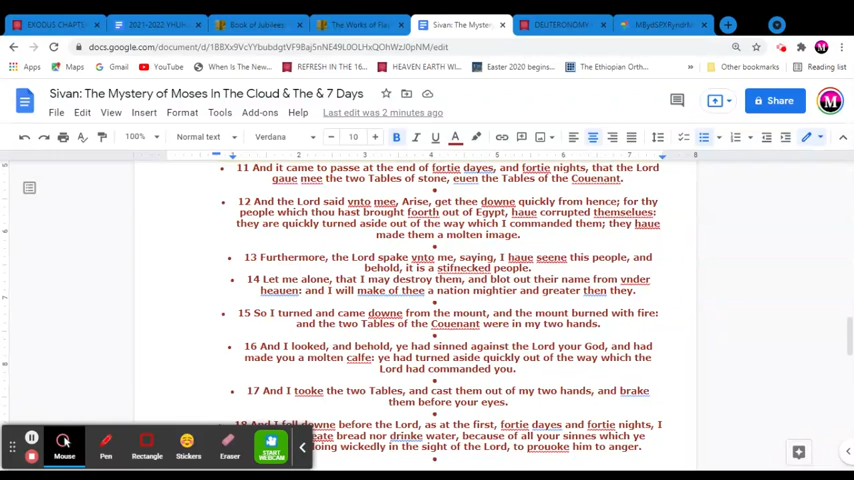 EXODUS CHAPT
2021-2022 YHUH
Book of Jubilees
The Works of Flav
Sivan: The Myster
DEUTERONOMY
MBydSPXRjyndrM
docs.google.com/document/d/
/edit
Apps
Maps
Gmail
YouTube
When Is The New...
REFRESH IN THE 16...
HEAVEN EARTH WI...
Easter 2020 begins...
The Ethiopian Orth...
Other bookmarks
Reading list
Sivan: The Mystery of Moses In The Cloud & The & 7 Days
File Edit View Insert Format Tools Add-ons Help Last edit was 2 minutes ago
Share
100% Normal text Verdana 10
11 And it came to passe at the end of fortie dayes, and fortie nights, that the Lord
gaue mee the two Tables of stone, euen the Tables of the Couenant.
12 And the Lord said vnto mee, Arise, get thee downe quickly from hence; for thy
people which thou hast brought foorth out of Egypt, haue corrupted themselues:
they are quickly turned aside out of the way which I commanded them; they haue
made them a molten image.
13 Furthermore, the Lord spake vnto me, saying, I haue seene this people, and
behold, it is a stifnecked people.
14 Let me alone, that I may destroy them, and blot out their name from vnder
heauen: and I will make of thee a nation mightier and greater then they.
15 So I turned and came downe from the mount, and the mount burned with fire:
and the two Tables of the Couenant were in my two hands.
16 And I looked, and behold, ye had sinned against the Lord your God, and had
made you a molten calfe: ye had turned aside quickly out of the way which the
Lord had commanded you.
17 And I tooke the two Tables, and cast them out of my two hands, and brake
them before your eyes.
18 And I fell downe before the Lord, as at the first, fortie dayes and fortie nights, I
eate bread nor drinke water, because of all your sinnes which ye
doing wickedly in the sight of the Lord, to prouoke him to anger.
Mouse
Pen
Rectangle
Stickers
Eraser
START
WEBCAM